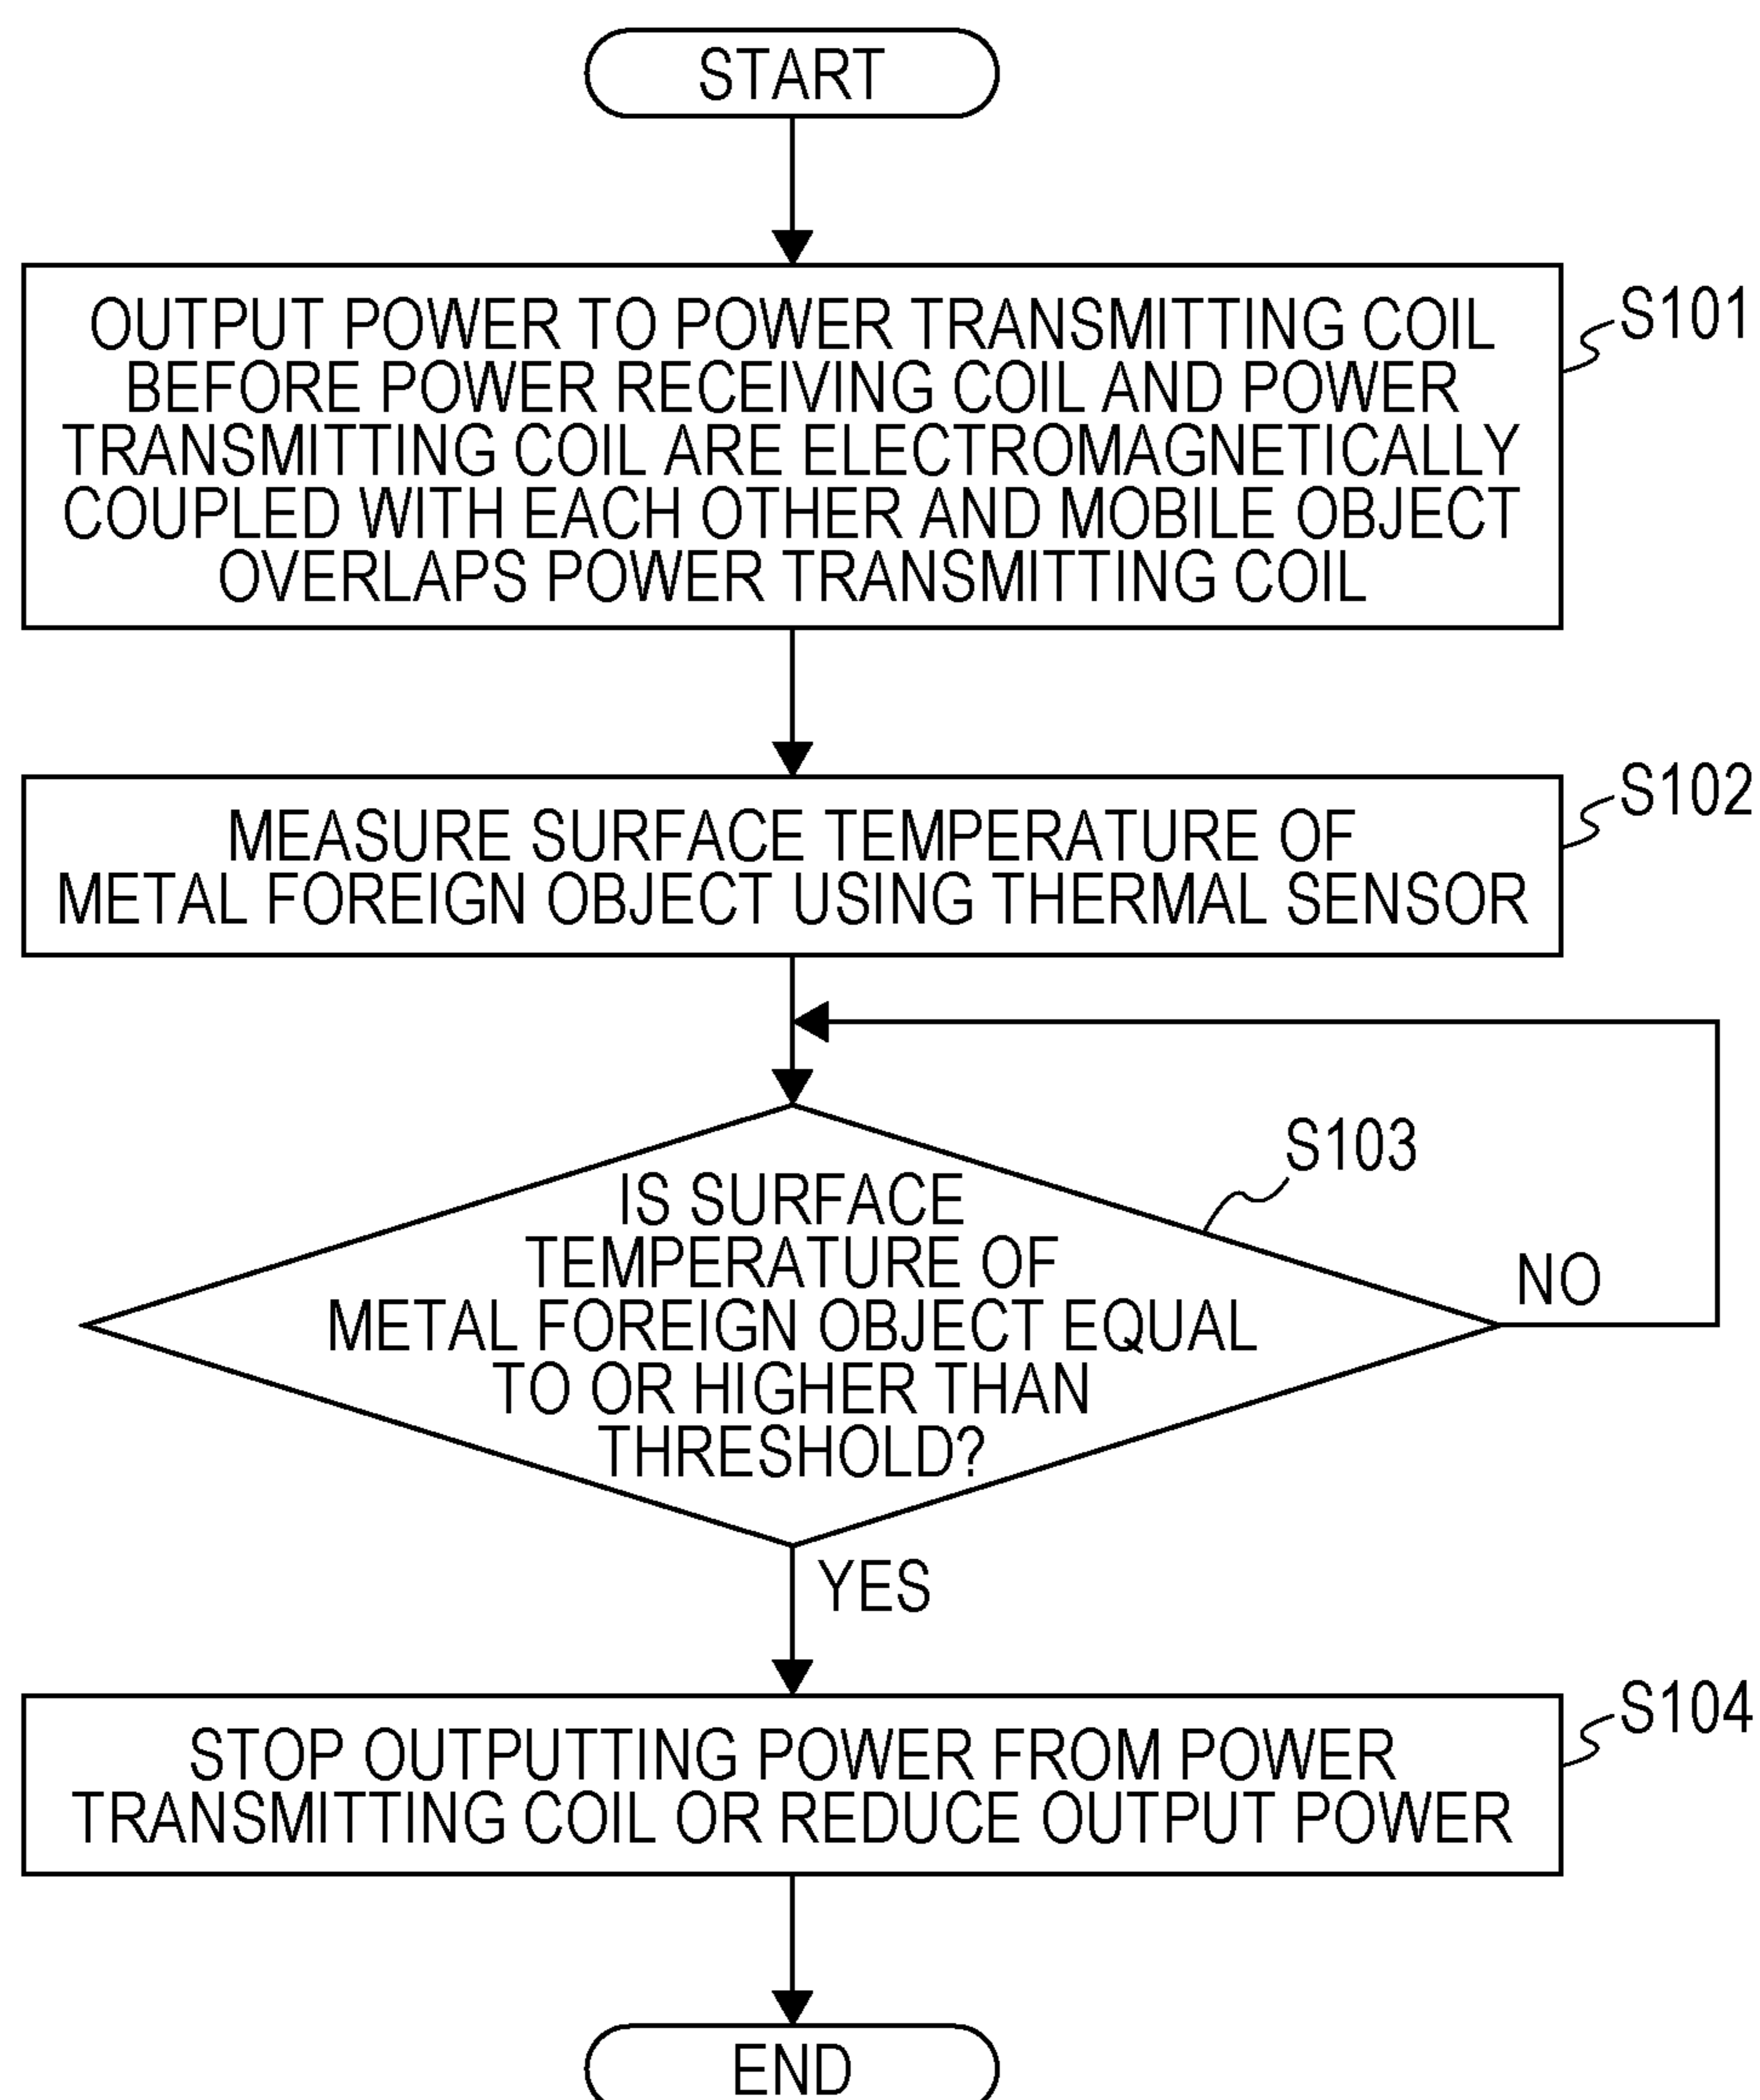 START
OUTPUT POWER TO POWER TRANSMITTING COIL
BEFORE POWER RECEIVING COIL AND POWER
TRANSMITTING COIL ARE ELECTROMAGNETICALLY
COUPLED WITH EACH OTHER AND MOBILE OBJECT
OVERLAPS POWER TRANSMITTING COIL
S101
MEASURE SURFACE TEMPERATURE OF
METAL FOREIGN OBJECT USING THERMAL SENSOR
S102
IS SURFACE
TEMPERATURE OF
METAL FOREIGN OBJECT EQUAL
TO OR HIGHER THAN
THRESHOLD?
S103
NO
YES
STOP OUTPUTTING POWER FROM POWER
TRANSMITTING COIL OR REDUCE OUTPUT POWER
S104
END